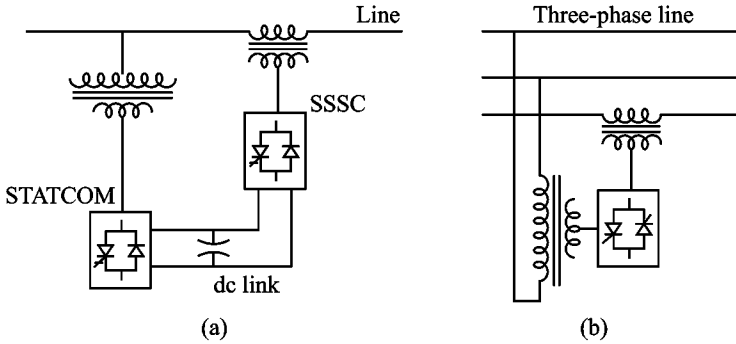 Line
Three-phase line
SSSC
STATCOM
dc link
(a)
(b)